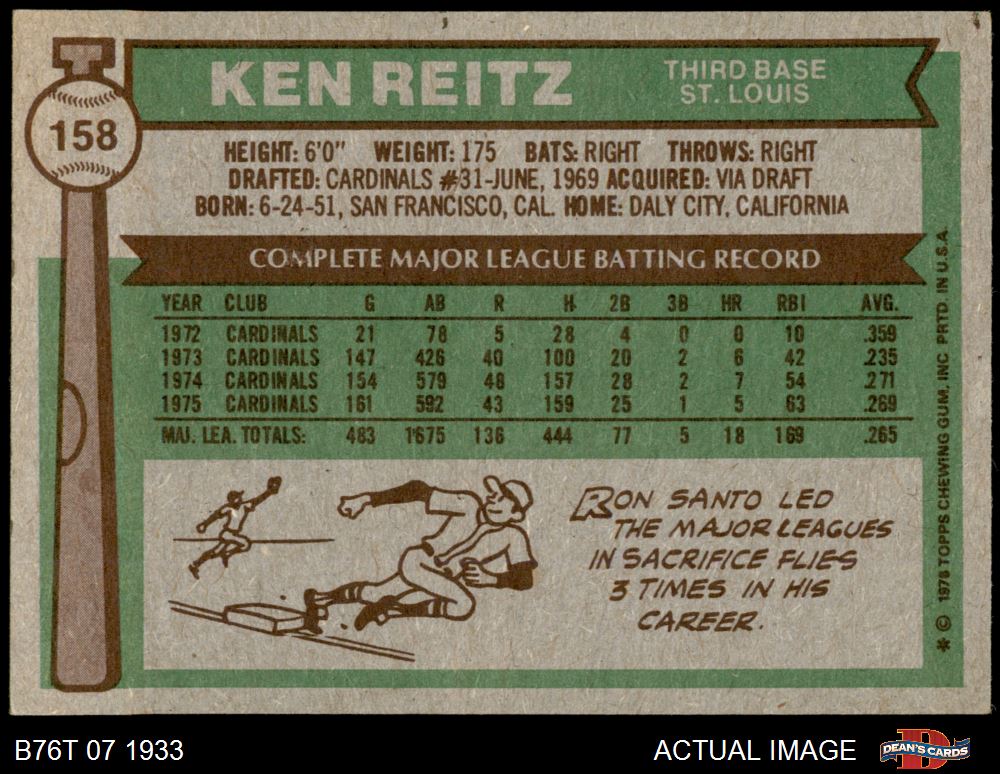 158
KEN REITZ
THIRD BASE
ST. LOUIS
HEIGHT: 6'0" WEIGHT: 175 BATS: RIGHT THROWS: RIGHT
DRAFTED: CARDINALS #31-JUNE, 1969 ACQUIRED: VIA DRAFT
BORN: 6-24-51, SAN FRANCISCO, CAL. HOME: DALY CITY, CALIFORNIA
COMPLETE MAJOR LEAGUE BATTING RECORD
YEAR CLUB G AB R H 2B 3B HR RBI AVG.
1972 CARDINALS 21 78 5 28 4 0 0 10 .359
1973 CARDINALS 147 426 40 100 20 2 6 42 .235
1974 CARDINALS 154 579 48 157 28 2 7 54 .271
1975 CARDINALS 161 592 43 159 25 1 5 63 .269
MAJ. LEA. TOTALS: 483 1675 136 444 77 5 18 169 .265
RON SANTO LED
THE MAJOR LEAGUES
IN SACRIFICE FLIES
3 TIMES IN HIS
CAREER.
* © 1976 TOPPS CHEWING GUM, INC. PRTD. IN U.S.A.
B76T 07 1933
ACTUAL IMAGE
DEAN'S CARDS